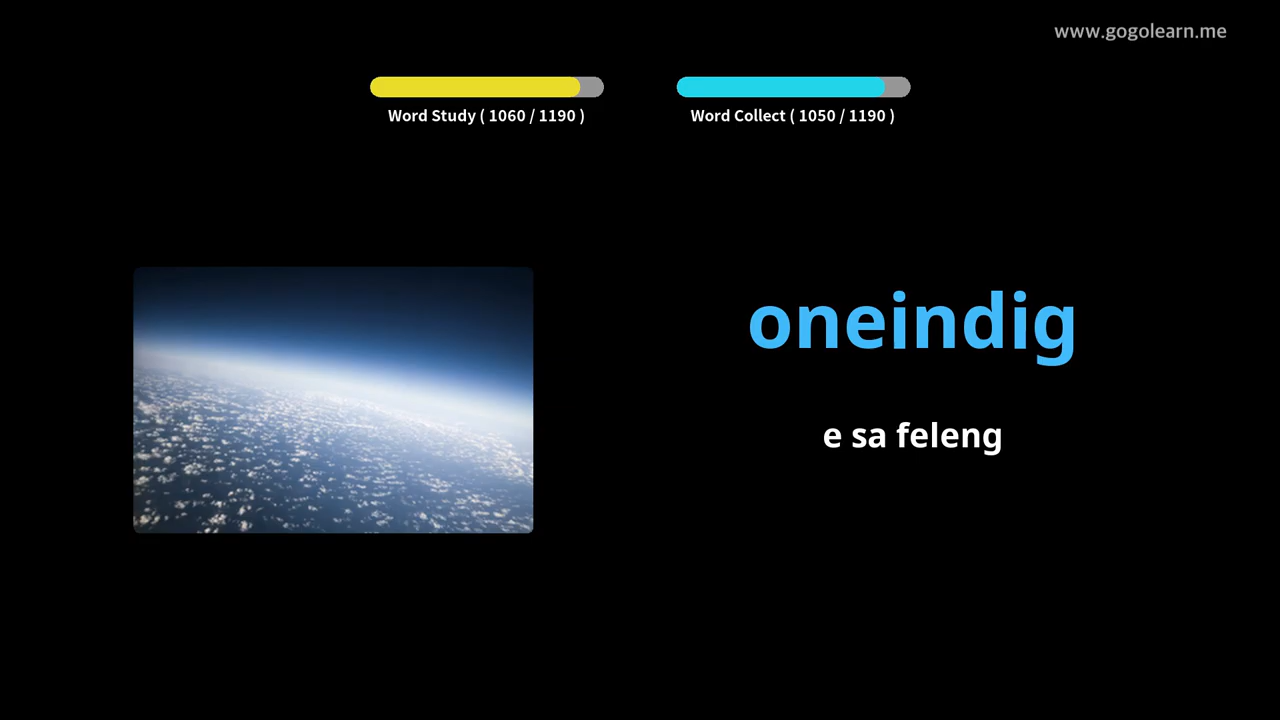 www.gogolearn.me
Word Study ( 1060 / 1190 )
Word Collect ( 1050 / 1190 )
oneindig
e sa feleng